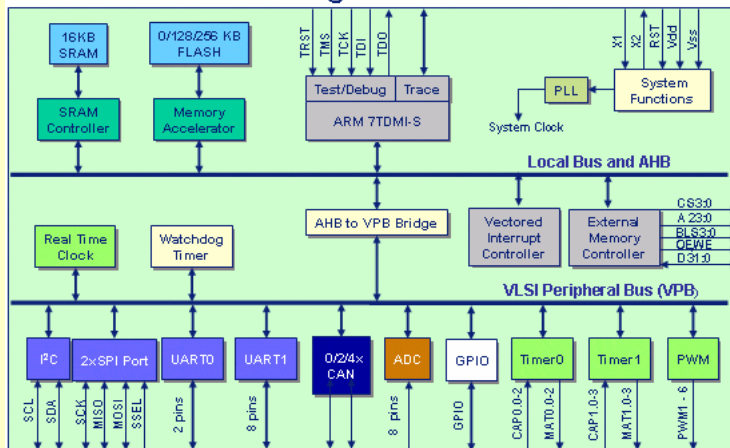 16KB
SRAM
0/128/256 KB
FLASH
TRST
TMS
TCK
TDI
TDO
X1
X2
RST
Vdd
Vss
SRAM
Controller
Memory
Accelerator
Test/Debug
Trace
ARM 7TDMI-S
PLL
System
Functions
System Clock
Local Bus and AHB
Real Time
Clock
Watchdog
Timer
AHB to VPB Bridge
Vectored
Interrupt
Controller
External
Memory
Controller
CS3:0
A 23:0
BLS3:0
OE,WE
D31:0
VLSI Peripheral Bus (VPB)
I²C
2xSPI Port
UART0
UART1
0/2/4x
CAN
ADC
GPIO
Timer0
Timer1
PWM
SCL
SDA
SCK
MISO
MOSI
SSEL
2 pins
8 pins
8 pins
GPIO
CAP0.0-2
MAT0.0-2
CAP1.0-3
MAT1.0-3
PWM1 - 6